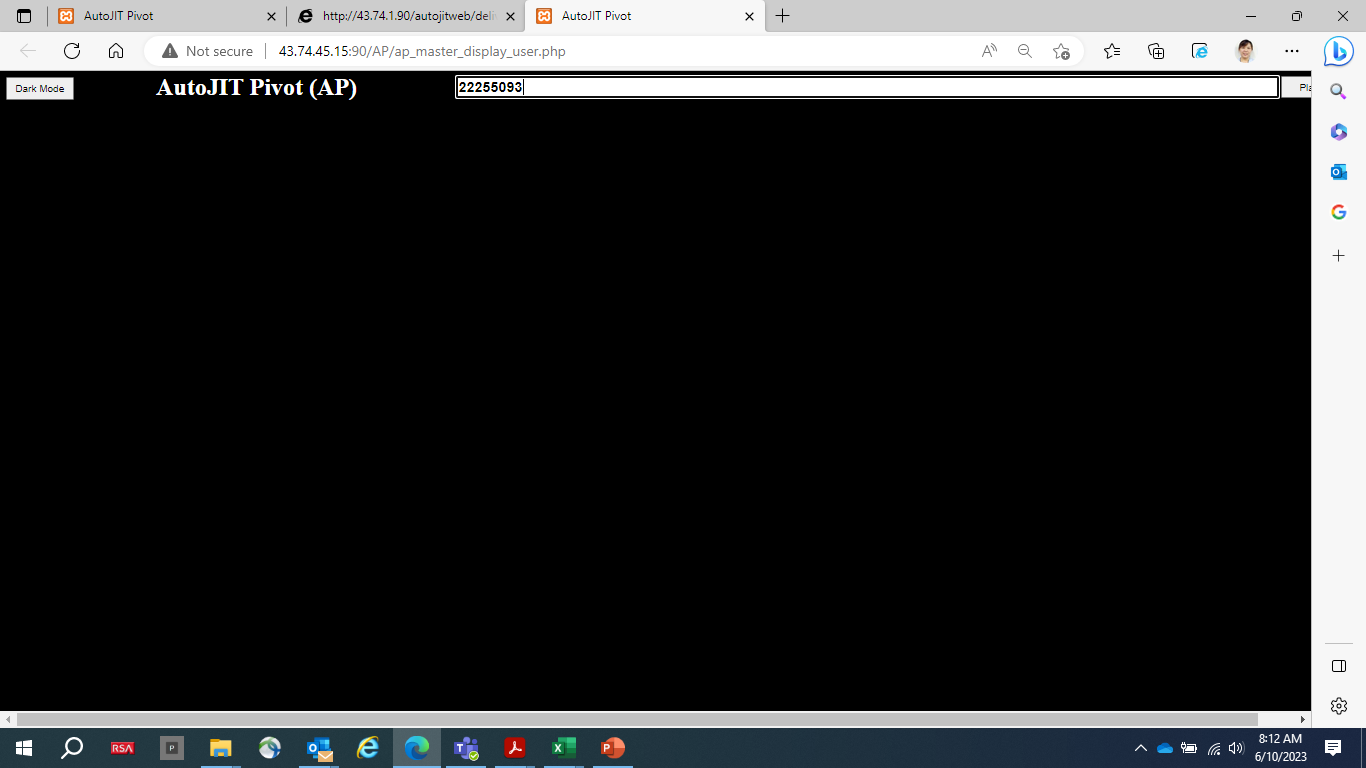 AutoJIT Pivot
http://43.74.1.90/autojitweb/deli
AutoJIT Pivot
Not secure
43.74.45.15:90/AP/ap_master_display_user.php
Dark Mode
AutoJIT Pivot (AP)
22255093
Pla
RSA
P
8:12 AM
6/10/2023